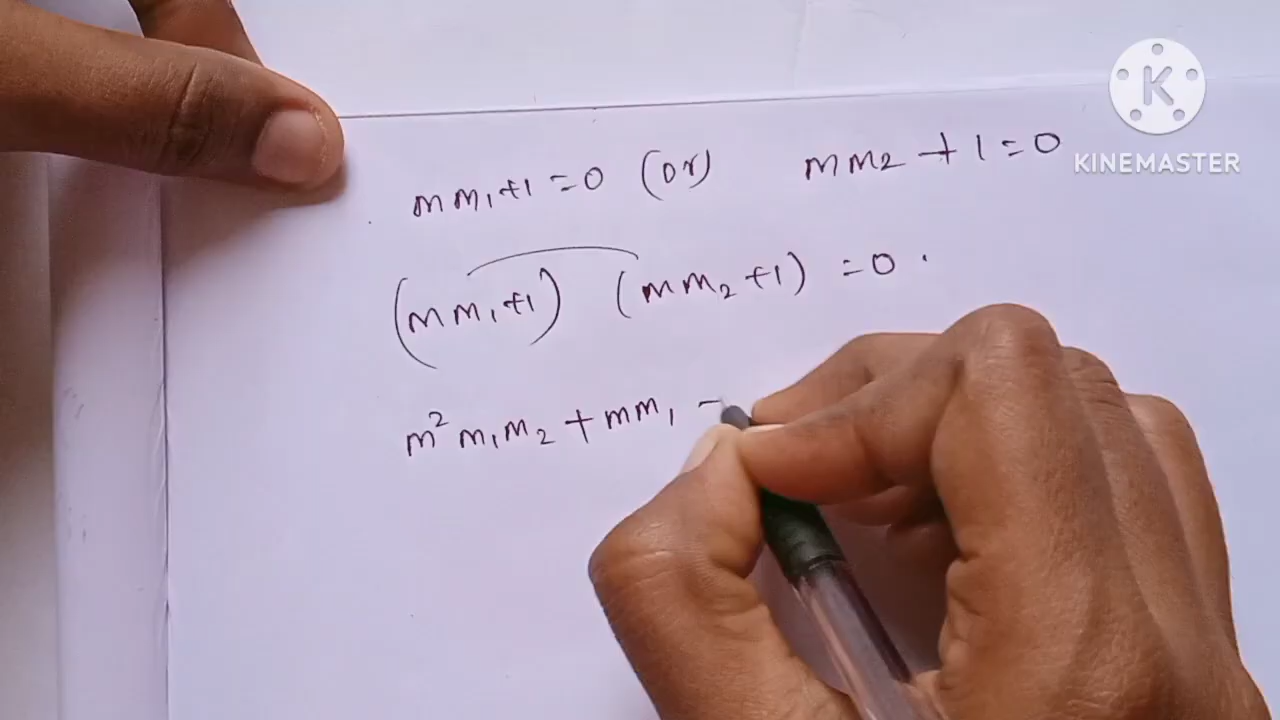 KINEMASTER
mm₁+1=0 (or) mm₂+1=0
(mm₁+1) (mm₂+1) =0.
m²m₁m₂+mm₁